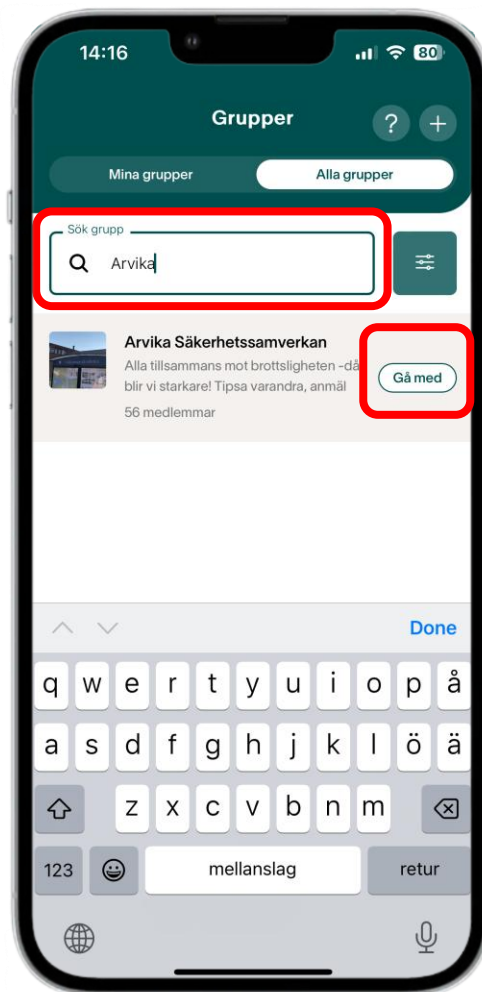 14:16
80
Grupper
?
+
Mina grupper
Alla grupper
Sök grupp
Arvika
Arvika Säkerhetssamverkan
Alla tillsammans mot brottsligheten -då
blir vi starkare! Tipsa varandra, anmäl
Gå med
56 medlemmar
Done
q w e r t y u i o p å
a s d f g h j k l ö ä
z x c v b n m
123
mellanslag
retur